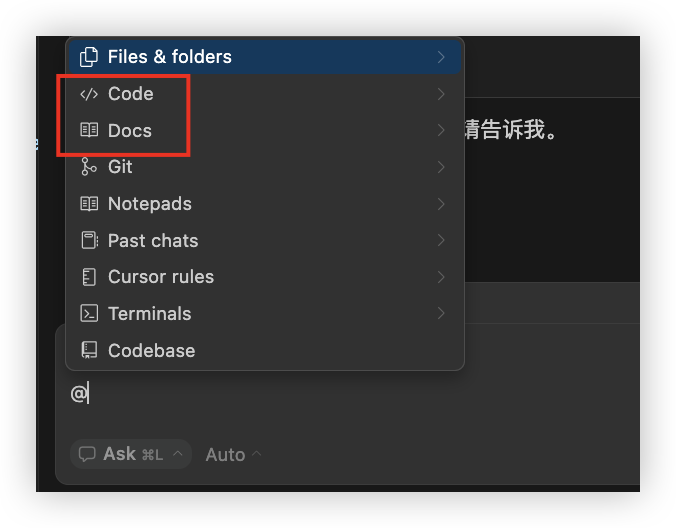 Files & folders
Code
请告诉我。
Docs
Git
Notepads
Past chats
Cursor rules
Terminals
Codebase
@
Ask ⌘L Auto